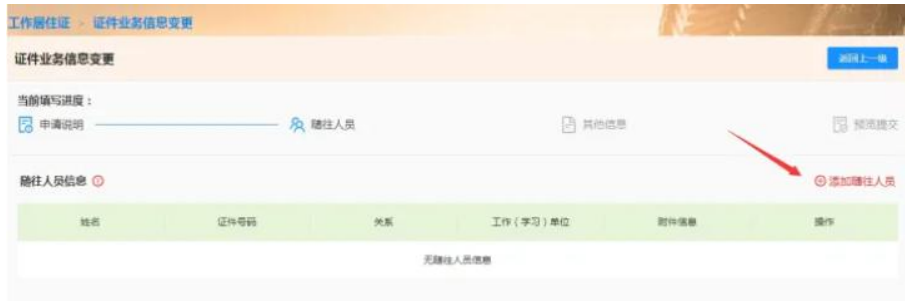 工作居住证 > 证件业务信息变更
证件业务信息变更
返回上一级
当前填写进度：
申请说明
随往人员
其他信息
预览提交
随往人员信息
添加随往人员
姓名 证件号码 关系 工作（学习）单位 附件信息 操作
无随往人员信息